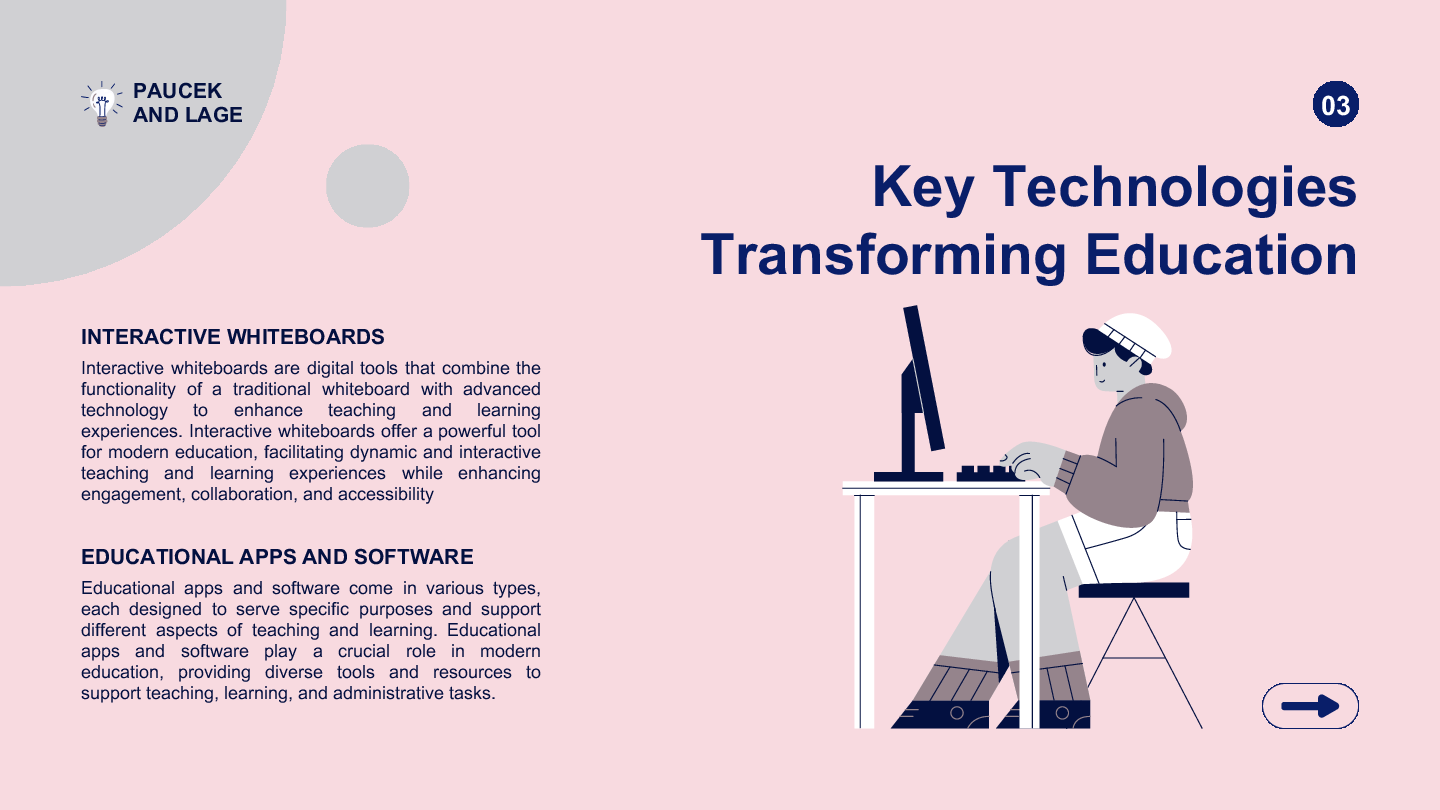 PAUCEK
AND LAGE
03
Key Technologies
Transforming Education
INTERACTIVE WHITEBOARDS
Interactive whiteboards are digital tools that combine the
functionality of a traditional whiteboard with advanced
technology to enhance teaching and learning
experiences. Interactive whiteboards offer a powerful tool
for modern education, facilitating dynamic and interactive
teaching and learning experiences while enhancing
engagement, collaboration, and accessibility
EDUCATIONAL APPS AND SOFTWARE
Educational apps and software come in various types,
each designed to serve specific purposes and support
different aspects of teaching and learning. Educational
apps and software play a crucial role in modern
education, providing diverse tools and resources to
support teaching, learning, and administrative tasks.